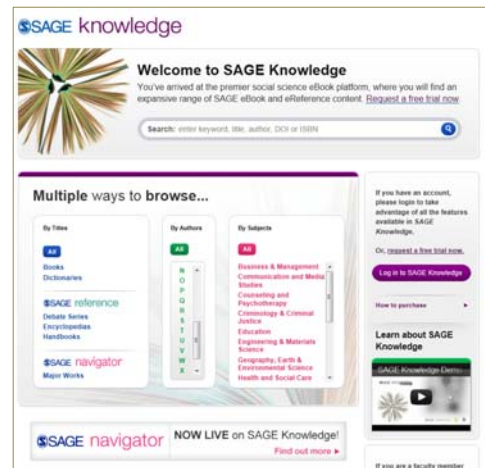 SAGE knowledge
Welcome to SAGE Knowledge
You've arrived at the premier social science eBook platform, where you will find an
expansive range of SAGE eBook and eReference content. Request a free trial now
Search: enter keyword, title, author, DOI or ISBN
Multiple ways to browse...
By Titles
All
Books
Dictionaries
SAGE reference
Debate Series
Encyclopedias
Handbooks
SAGE navigator
Major Works
By Authors
All
N
O
P
Q
R
S
T
U
V
W
X
By Subjects
All
Business & Management
Communication and Media
Studies
Counseling and
Psychotherapy
Criminology & Criminal
Justice
Education
Engineering & Materials
Science
Geography, Earth &
Environmental Science
Health and Social Care
If you have an account,
please login to take
advantage of all the features
available in SAGE
Knowledge.
Or, request a free trial now.
Log in to SAGE Knowledge
How to purchase
Learn about SAGE
Knowledge
SAGE Knowledge Demo
SAGE navigator
NOW LIVE on SAGE Knowledge!
Find out more
If you are a faculty member